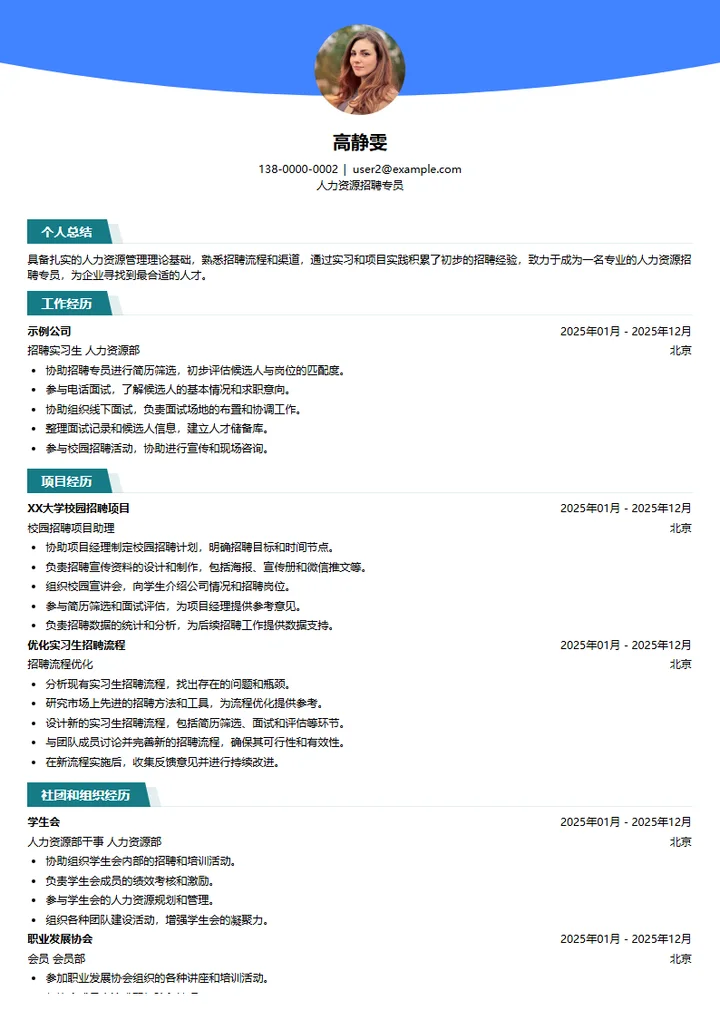 高静雯
138-0000-0002 | user2@example.com
人力资源招聘专员
个人总结
具备扎实的人力资源管理理论基础，熟悉招聘流程和渠道，通过实习和项目实践积累了初步的招聘经验，致力于成为一名专业的人力资源招
聘专员，为企业寻找到最合适的人才。
工作经历
示例公司 2025年01月 - 2025年12月
招聘实习生 人力资源部 北京
• 协助招聘专员进行简历筛选，初步评估候选人与岗位的匹配度。
• 参与电话面试，了解候选人的基本情况和求职意向。
• 协助组织线下面试，负责面试场地的布置和协调工作。
• 整理面试记录和候选人信息，建立人才储备库。
• 参与校园招聘活动，协助进行宣传和现场咨询。
项目经历
XX大学校园招聘项目 2025年01月 - 2025年12月
校园招聘项目助理 北京
• 协助项目经理制定校园招聘计划，明确招聘目标和时间节点。
• 负责招聘宣传资料的设计和制作，包括海报、宣传册和微信推文等。
• 组织校园宣讲会，向学生介绍公司情况和招聘岗位。
• 参与简历筛选和面试评估，为项目经理提供参考意见。
• 负责招聘数据的统计和分析，为后续招聘工作提供数据支持。
优化实习生招聘流程 2025年01月 - 2025年12月
招聘流程优化 北京
• 分析现有实习生招聘流程，找出存在的问题和瓶颈。
• 研究市场上先进的招聘方法和工具，为流程优化提供参考。
• 设计新的实习生招聘流程，包括简历筛选、面试和评估等环节。
• 与团队成员讨论并完善新的招聘流程，确保其可行性和有效性。
• 在新流程实施后，收集反馈意见并进行持续改进。
社团和组织经历
学生会 2025年01月 - 2025年12月
人力资源部干事 人力资源部 北京
• 协助组织学生会内部的招聘和培训活动。
• 负责学生会成员的绩效考核和激励。
• 参与学生会的人力资源规划和管理。
• 组织各种团队建设活动，增强学生会的凝聚力。
职业发展协会 2025年01月 - 2025年12月
会员 会员部 北京
• 参加职业发展协会组织的各种讲座和培训活动。